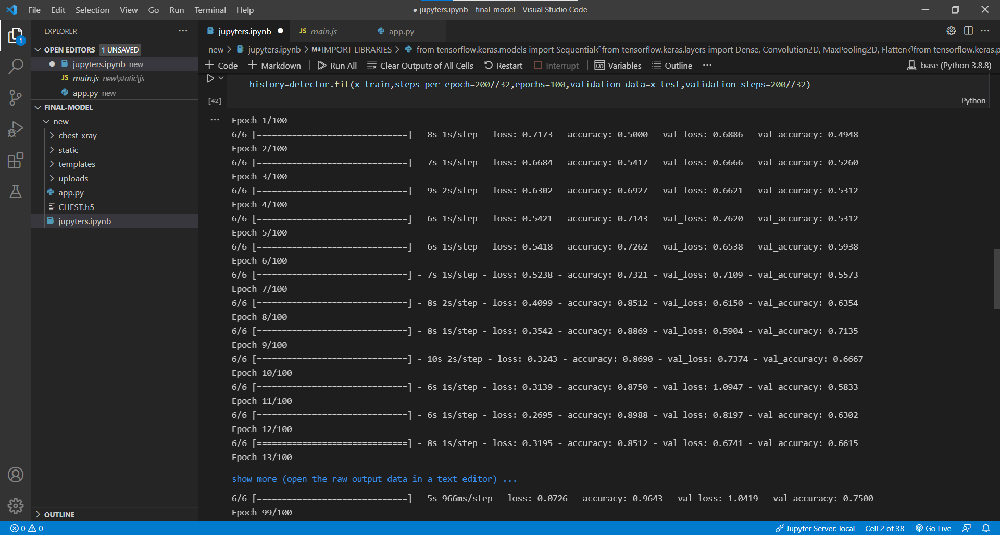 File Edit Selection View Go Run Terminal Help
● jupyters.ipynb - final-model - Visual Studio Code
EXPLORER
1
OPEN EDITORS 1 UNSAVED
jupyters.ipynb new
JS main.js new\static\js
app.py new
FINAL-MODEL
new
chest-xray
static
templates
uploads
app.py
CHEST.h5
jupyters.ipynb
OUTLINE
jupyters.ipynb
JS main.js
app.py
new > jupyters.ipynb > M↓IMPORT LIBRARIES > from tensorflow.keras.models import Sequential⏎from tensorflow.keras.layers import Dense, Convolution2D, MaxPooling2D, Flatten⏎from tensorflow.keras.p
+ Code + Markdown | Run All Clear Outputs of All Cells Restart Interrupt | Variables Outline ···
base (Python 3.8.8)
history=detector.fit(x_train,steps_per_epoch=200//32,epochs=100,validation_data=x_test,validation_steps=200//32)
[42]
Python
Epoch 1/100
6/6 [==============================] - 8s 1s/step - loss: 0.7173 - accuracy: 0.5000 - val_loss: 0.6886 - val_accuracy: 0.4948
Epoch 2/100
6/6 [==============================] - 7s 1s/step - loss: 0.6684 - accuracy: 0.5417 - val_loss: 0.6666 - val_accuracy: 0.5260
Epoch 3/100
6/6 [==============================] - 9s 2s/step - loss: 0.6302 - accuracy: 0.6927 - val_loss: 0.6621 - val_accuracy: 0.5312
Epoch 4/100
6/6 [==============================] - 6s 1s/step - loss: 0.5421 - accuracy: 0.7143 - val_loss: 0.7620 - val_accuracy: 0.5312
Epoch 5/100
6/6 [==============================] - 6s 1s/step - loss: 0.5418 - accuracy: 0.7262 - val_loss: 0.6538 - val_accuracy: 0.5938
Epoch 6/100
6/6 [==============================] - 7s 1s/step - loss: 0.5238 - accuracy: 0.7321 - val_loss: 0.7109 - val_accuracy: 0.5573
Epoch 7/100
6/6 [==============================] - 8s 2s/step - loss: 0.4099 - accuracy: 0.8512 - val_loss: 0.6150 - val_accuracy: 0.6354
Epoch 8/100
6/6 [==============================] - 8s 1s/step - loss: 0.3542 - accuracy: 0.8869 - val_loss: 0.5904 - val_accuracy: 0.7135
Epoch 9/100
6/6 [==============================] - 10s 2s/step - loss: 0.3243 - accuracy: 0.8690 - val_loss: 0.7374 - val_accuracy: 0.6667
Epoch 10/100
6/6 [==============================] - 6s 1s/step - loss: 0.3139 - accuracy: 0.8750 - val_loss: 1.0947 - val_accuracy: 0.5833
Epoch 11/100
6/6 [==============================] - 6s 1s/step - loss: 0.2695 - accuracy: 0.8988 - val_loss: 0.8197 - val_accuracy: 0.6302
Epoch 12/100
6/6 [==============================] - 8s 1s/step - loss: 0.3195 - accuracy: 0.8512 - val_loss: 0.6741 - val_accuracy: 0.6615
Epoch 13/100
show more (open the raw output data in a text editor) ...
6/6 [==============================] - 5s 966ms/step - loss: 0.0726 - accuracy: 0.9643 - val_loss: 1.0419 - val_accuracy: 0.7500
Epoch 99/100
0 0
Jupyter Server: local Cell 2 of 38 Go Live